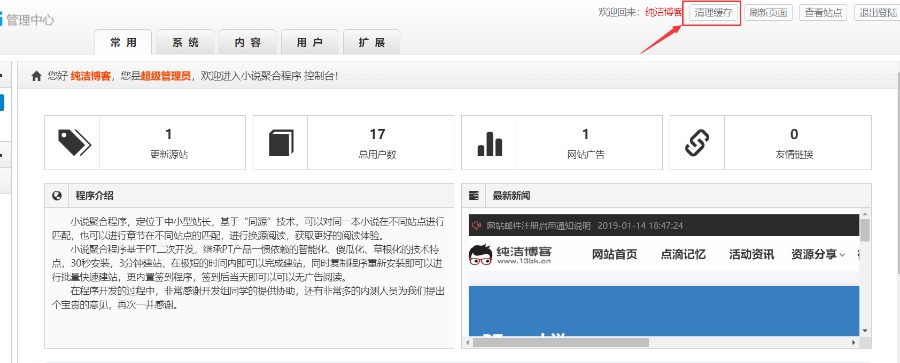 管理中心
欢迎回来：纯洁博客 清理缓存 刷新页面 查看站点 退出登陆
常 用 系 统 内 容 用 户 扩 展
您好 纯洁博客，您是超级管理员，欢迎进入小说聚合程序 控制台！
1
更新源站
17
总用户数
1
网站广告
0
友情链接
程序介绍
小说聚合程序，定位于中小型站长，基于“同源”技术，可以对同一本小说在不同站点进行
匹配，也可以进行章节在不同站点的匹配，进行换源阅读，获取更好的阅读体验。
小说聚合程序基于PT二次开发，继承PT产品一惯依赖的智能化、傻瓜化、草根化的技术特
点，30秒安装，3分钟建站，在极短的时间内即可以完成建站，同时复制程序重新安装即可以进
行批量快速建站，更内置签到程序，签到后当天即可以可以无广告阅读。
在程序开发的过程中，非常感谢开发组同学的提供协助，还有非常多的内测人员为我们提出
个宝贵的意见，再次一并感谢。
最新新闻
网站邮件注册启用通知说明 2019-01-14 18:47:24
纯洁博客
www.13bk.cn
网站首页 点滴记忆 活动资讯 资源分享